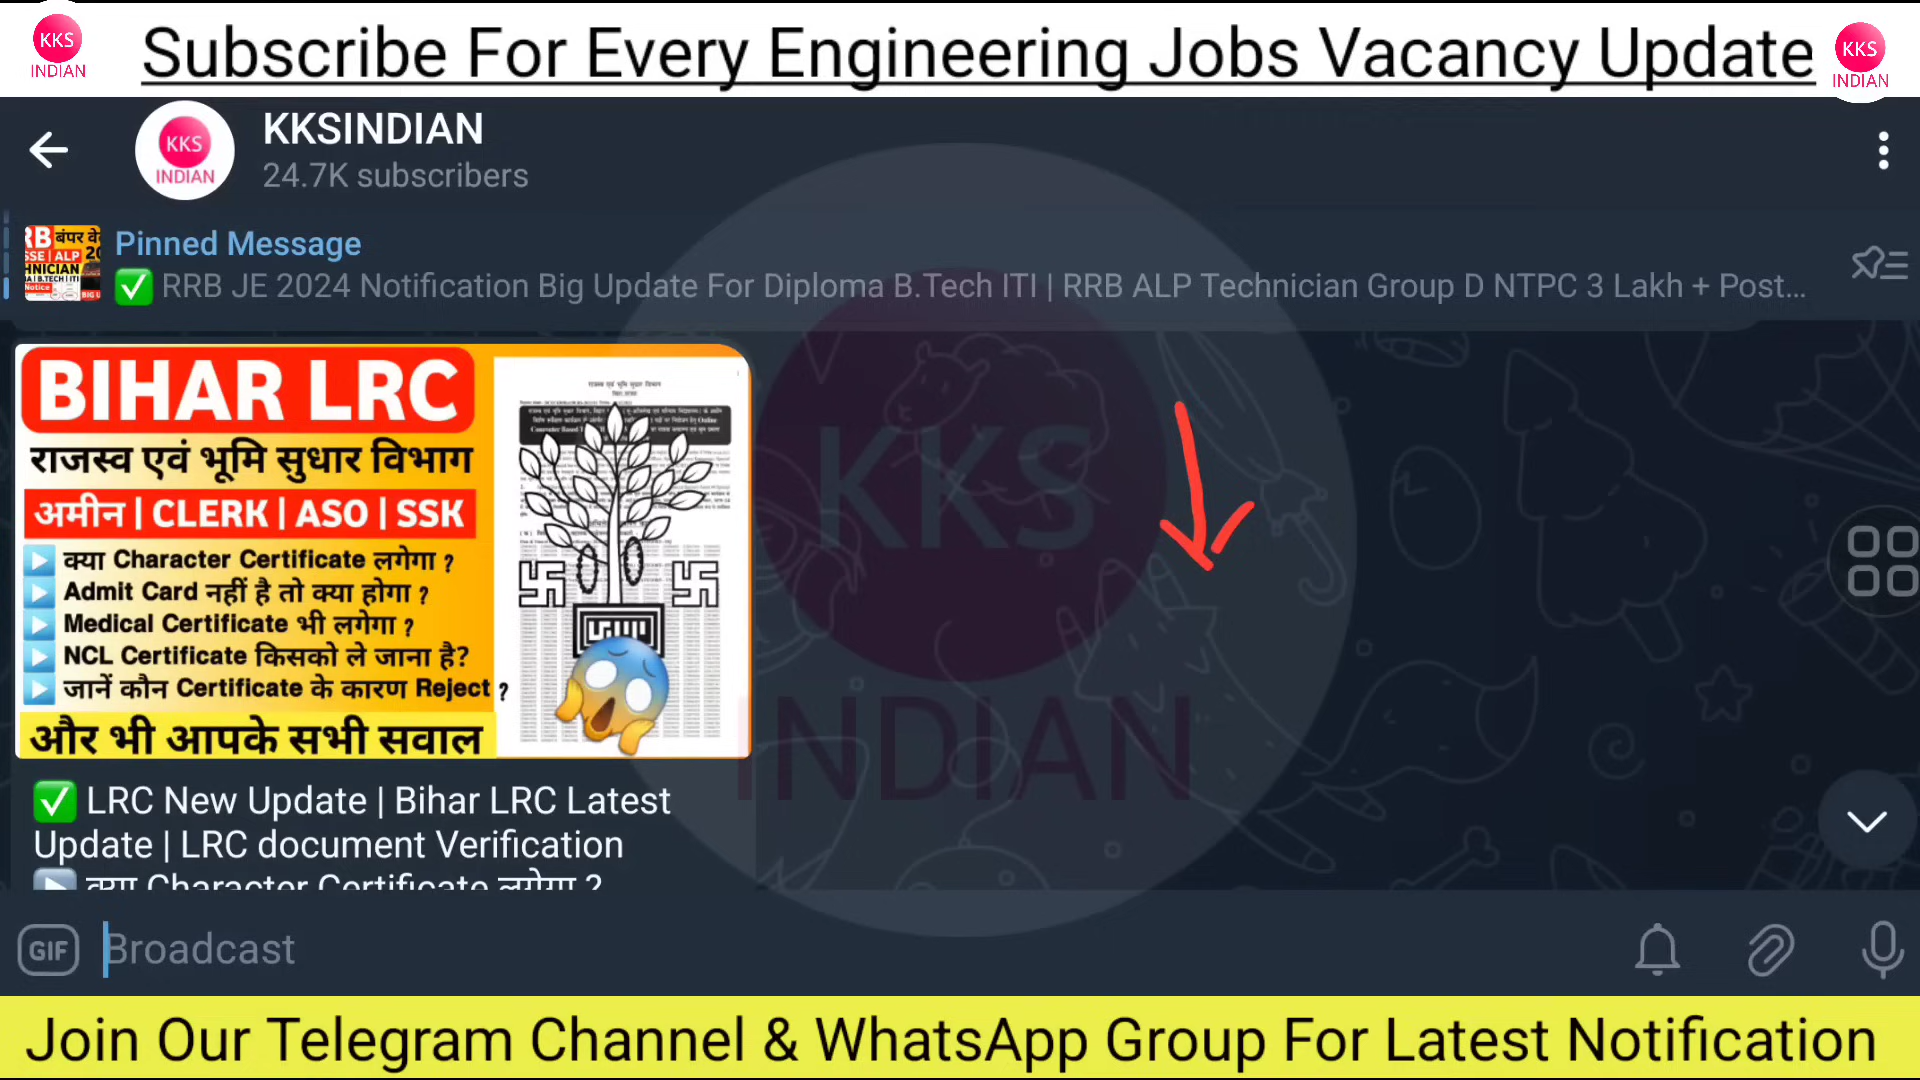 KKS
INDIAN
Subscribe For Every Engineering Jobs Vacancy Update
KKS
INDIAN
KKS
INDIAN
KKSINDIAN
24.7K subscribers
Pinned Message
✅ RRB JE 2024 Notification Big Update For Diploma B.Tech ITI | RRB ALP Technician Group D NTPC 3 Lakh + Post...
BIHAR LRC
राजस्व एवं भूमि सुधार विभाग
अमीन | CLERK | ASO | SSK
क्या Character Certificate लगेगा ?
Admit Card नहीं है तो क्या होगा ?
Medical Certificate भी लगेगा ?
NCL Certificate किसको ले जाना है?
जानें कौन Certificate के कारण Reject ?
और भी आपके सभी सवाल
✅ LRC New Update | Bihar LRC Latest
Update | LRC document Verification
▶️ क्या Character Certificate लगेगा ?
KKS
INDIAN
GIF
Broadcast
Join Our Telegram Channel & WhatsApp Group For Latest Notification